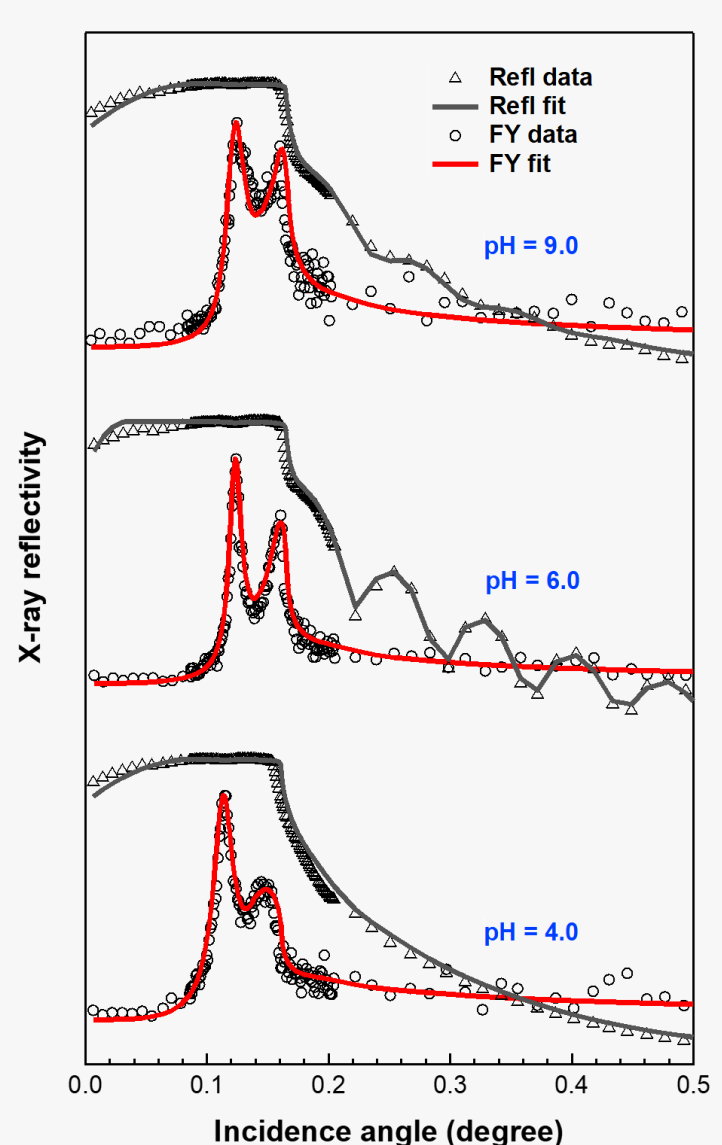 Refl data
Refl fit
FY data
FY fit
pH = 9.0
X-ray reflectivity
pH = 6.0
pH = 4.0
0.0 0.1 0.2 0.3 0.4 0.5
Incidence angle (degree)